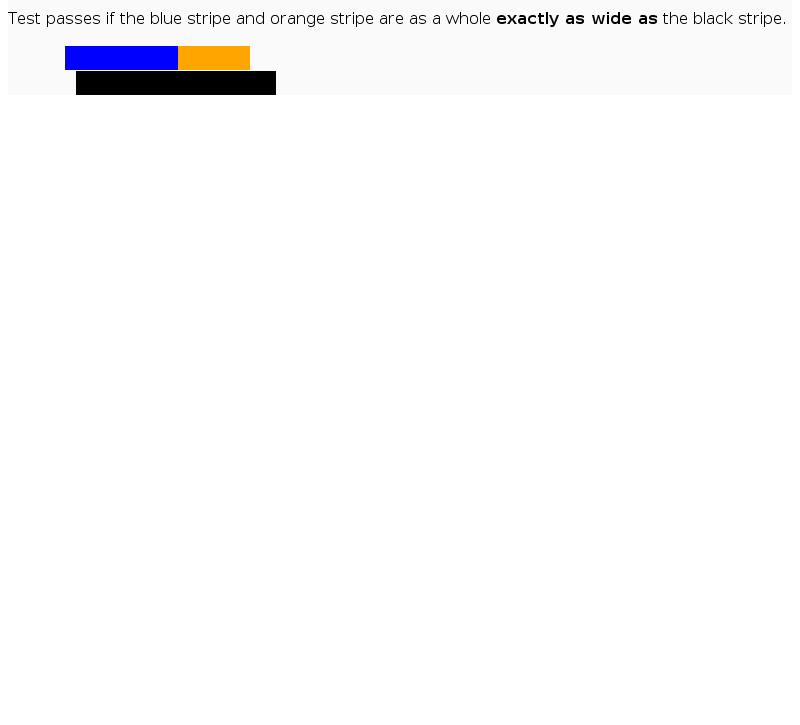 Test passes if the blue stripe and orange stripe are as a whole exactly as wide as the black stripe.